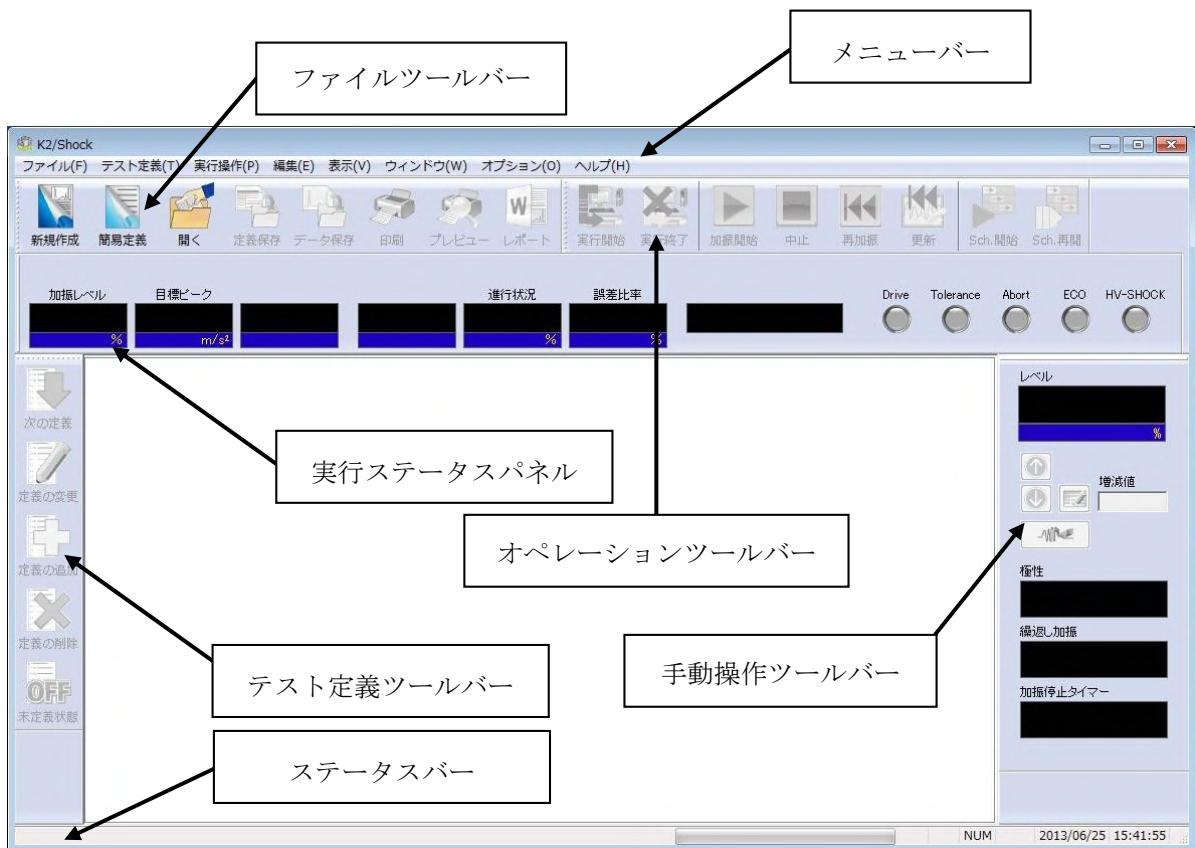 メニューバー
ファイルツールバー
K2/Shock
ファイル(F) テスト定義(T) 実行操作(P) 編集(E) 表示(V) ウィンドウ(W) オプション(O) ヘルプ(H)
新規作成 簡易定義 開く 定義保存 データ保存 印刷 プレビュー レポート 実行開始 実行終了 加振開始 中止 再加振 更新 Sch.開始 Sch.再開
加振レベル 目標ピーク 進行状況 誤差比率 Drive Tolerance Abort ECO HV-SHOCK
% m/s² % %
次の定義
定義の変更
定義の追加
定義の削除
OFF
未定義状態
レベル
%
増減値
極性
繰返し加振
加振停止タイマー
実行ステータスパネル
オペレーションツールバー
手動操作ツールバー
テスト定義ツールバー
ステータスバー
NUM 2013/06/25 15:41:55